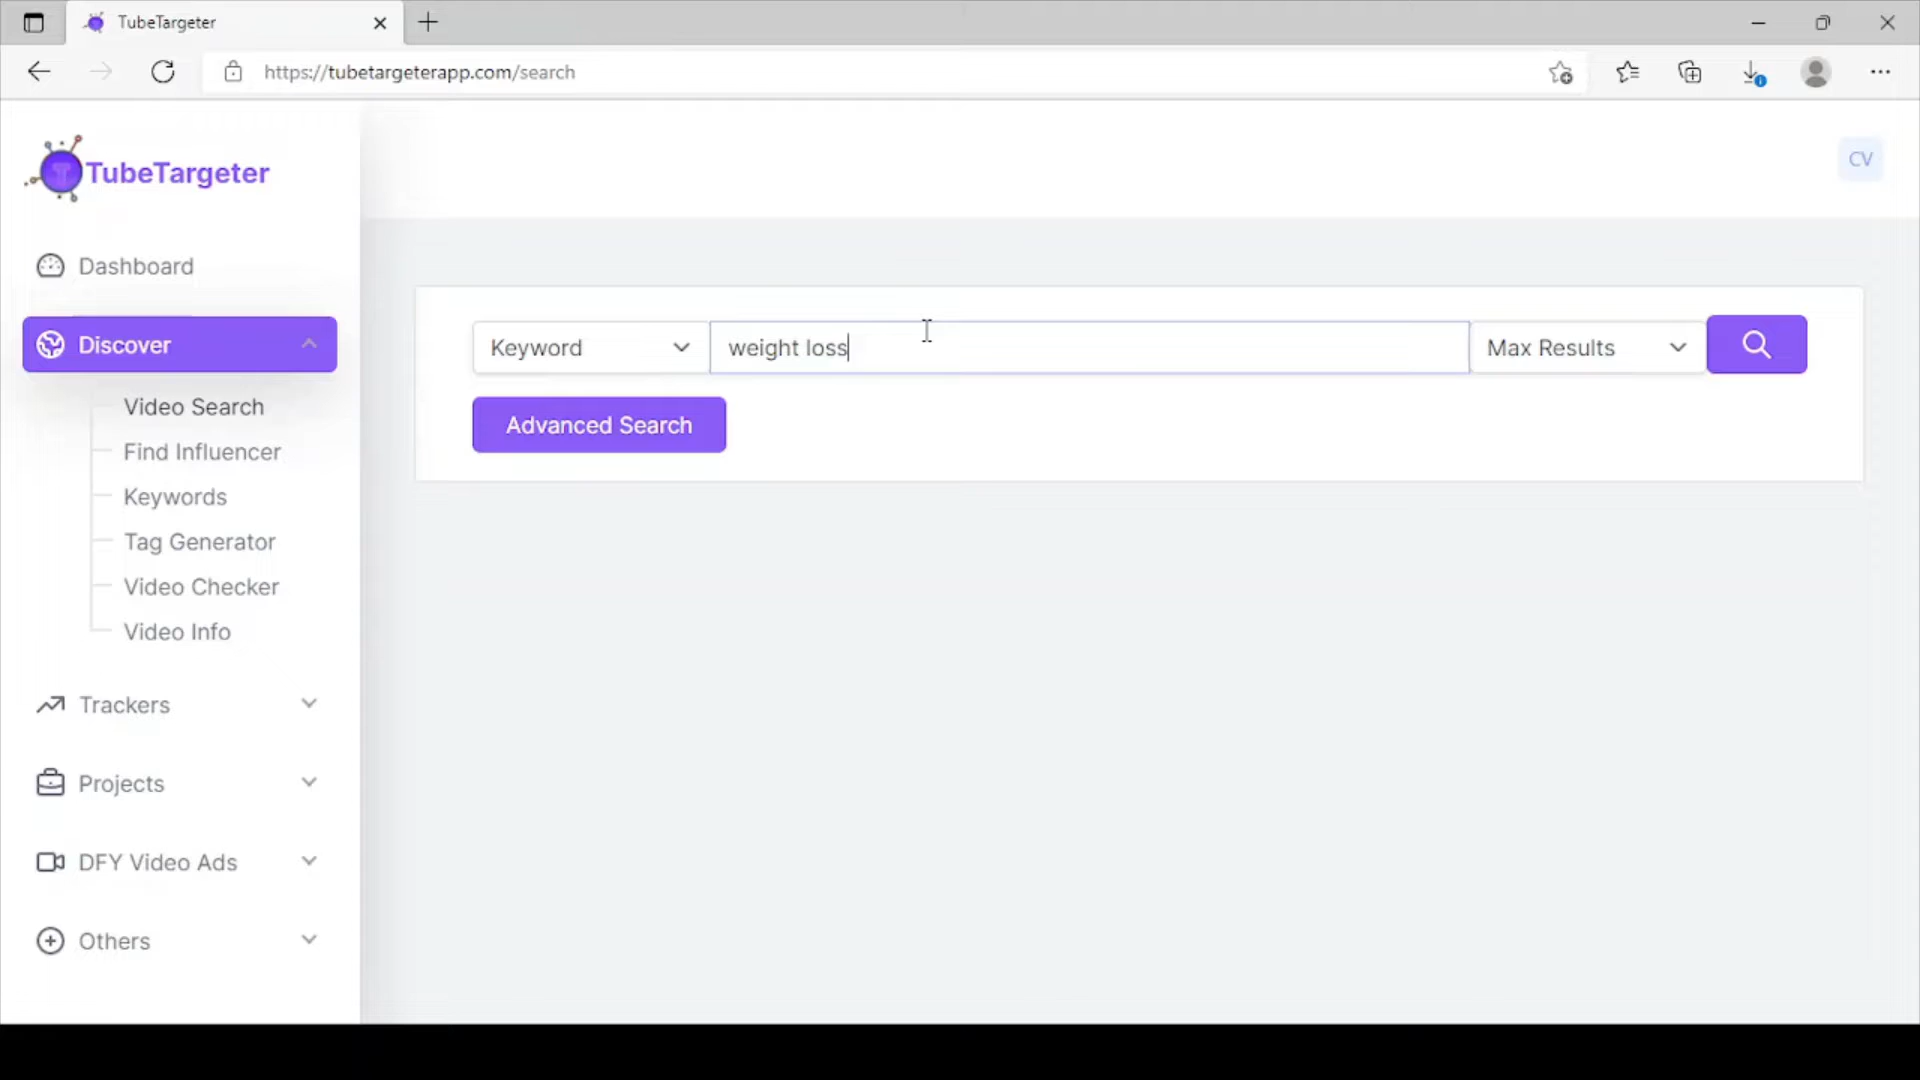 TubeTargeter
https://tubetargeterapp.com/search
TubeTargeter
CV
Dashboard
Discover
Video Search
Find Influencer
Keywords
Tag Generator
Video Checker
Video Info
Trackers
Projects
DFY Video Ads
Others
Keyword
weight loss
Max Results
Advanced Search